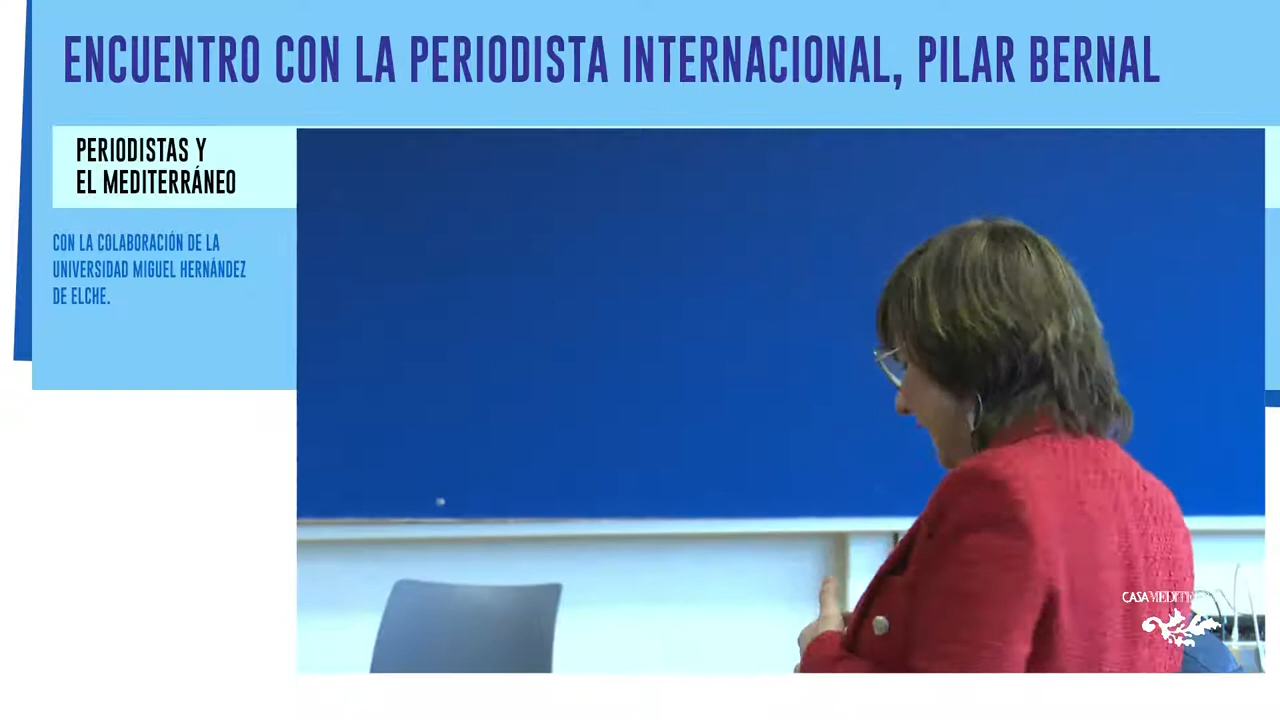 ENCUENTRO CON LA PERIODISTA INTERNACIONAL, PILAR BERNAL
PERIODISTAS Y
EL MEDITERRÁNEO
CON LA COLABORACIÓN DE LA
UNIVERSIDAD MIGUEL HERNÁNDEZ
DE ELCHE.